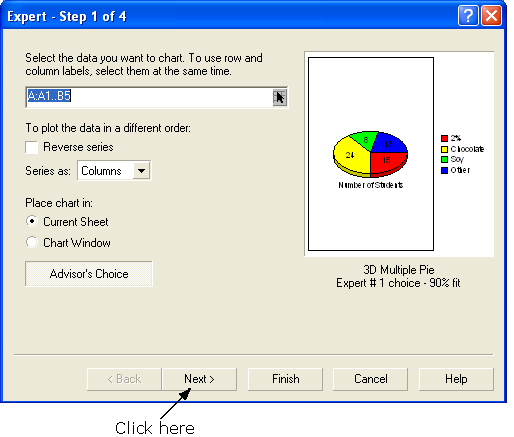 Expert - Step 1 of 4
Select the data you want to chart. To use row and
column labels, select them at the same time.
A:A1..B5
To plot the data in a different order:
Reverse series
Series as: Columns
Place chart in:
Current Sheet
Chart Window
Advisor's Choice
8
24
15
2%
Chocolate
Soy
Other
Number of Students
3D Multiple Pie
Expert # 1 choice - 90% fit
< Back
Next >
Finish
Cancel
Help
Click here